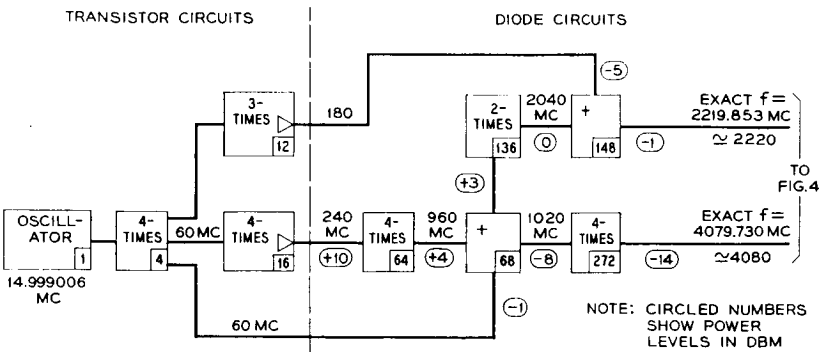 TRANSISTOR CIRCUITS
DIODE CIRCUITS
-5
3-
TIMES
12
180
2-
TIMES
136
2040
MC
0
+
148
-1
EXACT f=
2219.853 MC
≃ 2220
TO
FIG.4
+3
OSCILL-
ATOR
1
14.999006
MC
4-
TIMES
4
60MC
4-
TIMES
16
240
MC
+10
4-
TIMES
64
960
MC
+4
+
68
1020
MC
-8
4-
TIMES
272
-14
EXACT f=
4079.730 MC
≃4080
60 MC
-1
NOTE: CIRCLED NUMBERS
SHOW POWER
LEVELS IN DBM